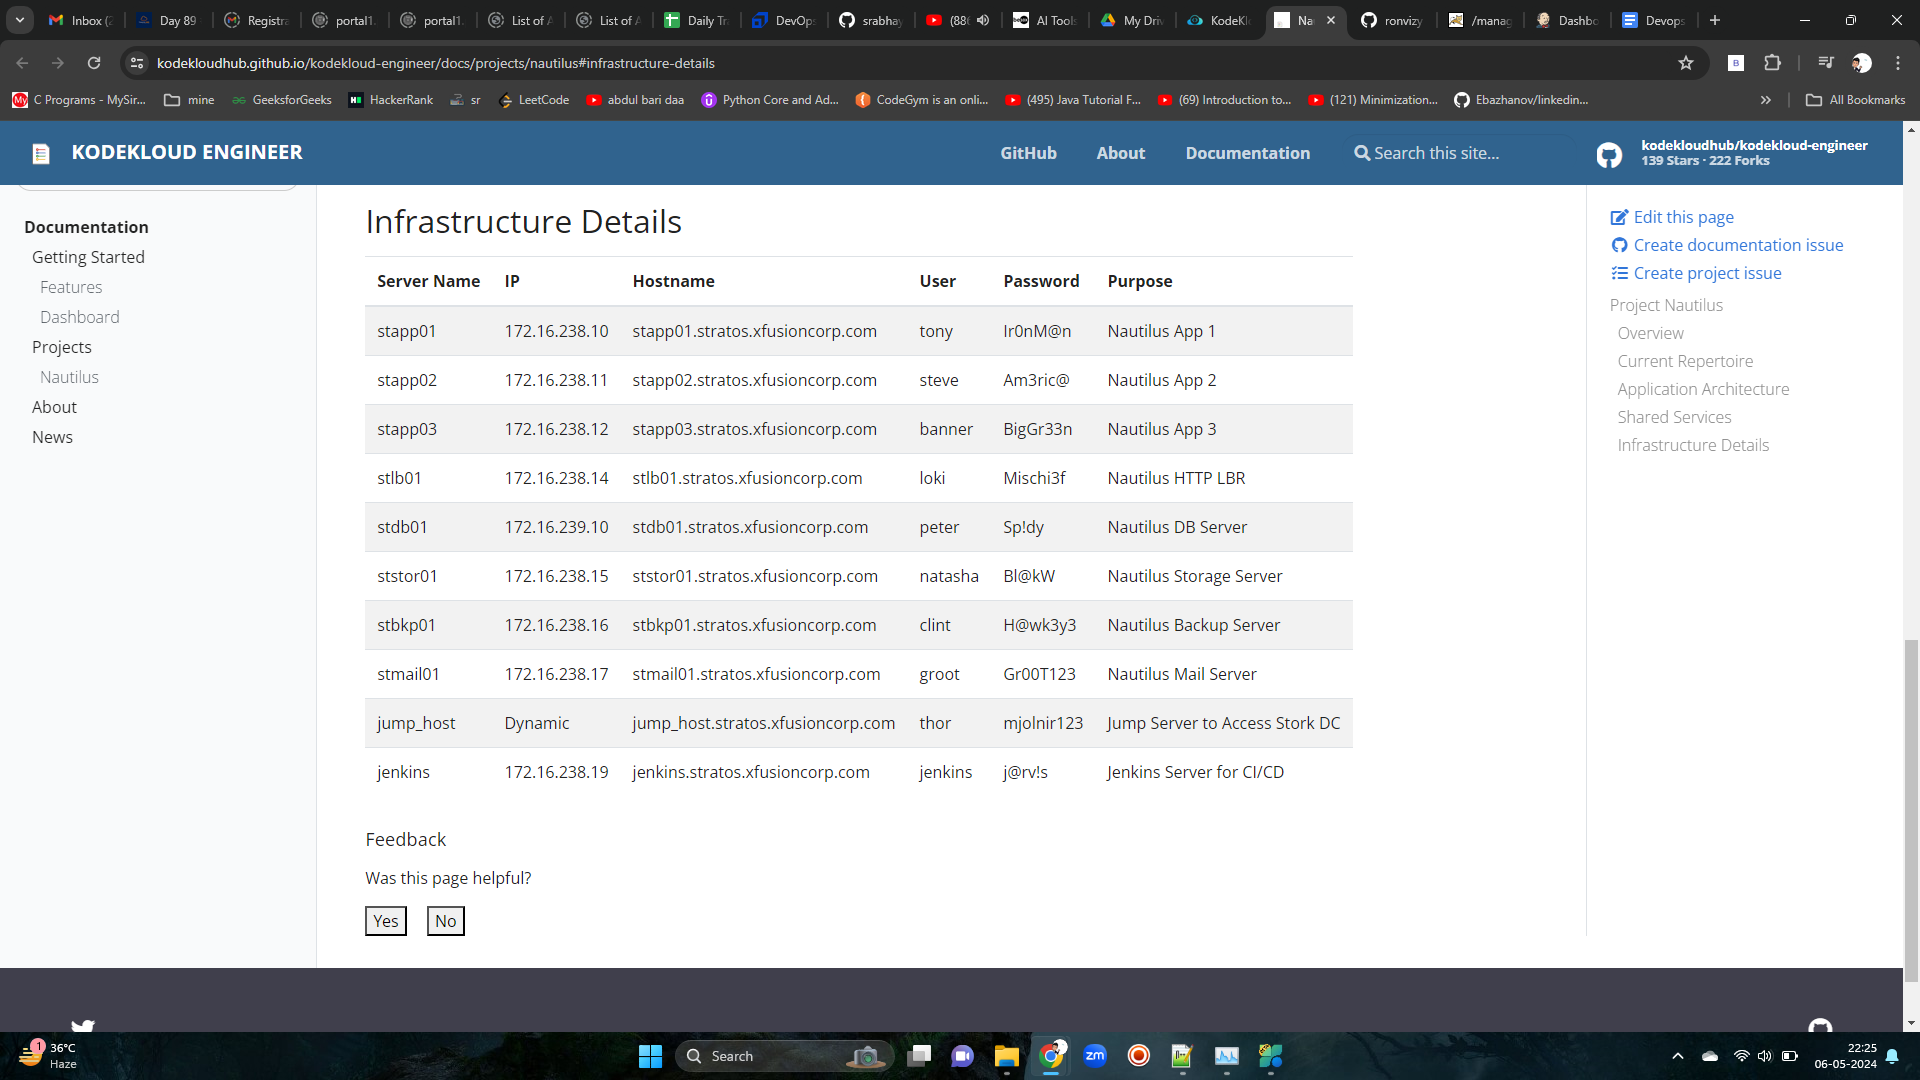 Inbox (2
Day 89
Registra
portal1.
portal1.
List of A
List of A
Daily Tr
DevOps
srabhay
(886
AI Tools
My Driv
KodeKl
Na
ronvizy
/manag
Dashbo
Devops
kodekloudhub.github.io/kodekloud-engineer/docs/projects/nautilus#infrastructure-details
C Programs - MySir...
mine
GeeksforGeeks
HackerRank
sr
LeetCode
abdul bari daa
Python Core and Ad...
CodeGym is an onli...
(495) Java Tutorial F...
(69) Introduction to...
(121) Minimization...
Ebazhanov/linkedin...
All Bookmarks
KODEKLOUD ENGINEER
GitHub
About
Documentation
Search this site...
kodekloudhub/kodekloud-engineer
139 Stars · 222 Forks
Documentation
Getting Started
Features
Dashboard
Projects
Nautilus
About
News
Infrastructure Details
Server Name IP Hostname User Password Purpose
stapp01 172.16.238.10 stapp01.stratos.xfusioncorp.com tony Ir0nM@n Nautilus App 1
stapp02 172.16.238.11 stapp02.stratos.xfusioncorp.com steve Am3ric@ Nautilus App 2
stapp03 172.16.238.12 stapp03.stratos.xfusioncorp.com banner BigGr33n Nautilus App 3
stlb01 172.16.238.14 stlb01.stratos.xfusioncorp.com loki Mischi3f Nautilus HTTP LBR
stdb01 172.16.239.10 stdb01.stratos.xfusioncorp.com peter Sp!dy Nautilus DB Server
ststor01 172.16.238.15 ststor01.stratos.xfusioncorp.com natasha Bl@kW Nautilus Storage Server
stbkp01 172.16.238.16 stbkp01.stratos.xfusioncorp.com clint H@wk3y3 Nautilus Backup Server
stmail01 172.16.238.17 stmail01.stratos.xfusioncorp.com groot Gr00T123 Nautilus Mail Server
jump_host Dynamic jump_host.stratos.xfusioncorp.com thor mjolnir123 Jump Server to Access Stork DC
jenkins 172.16.238.19 jenkins.stratos.xfusioncorp.com jenkins j@rv!s Jenkins Server for CI/CD
Feedback
Was this page helpful?
Yes
No
Edit this page
Create documentation issue
Create project issue
Project Nautilus
Overview
Current Repertoire
Application Architecture
Shared Services
Infrastructure Details
1
36°C
Haze
Search
zm
22:25
06-05-2024